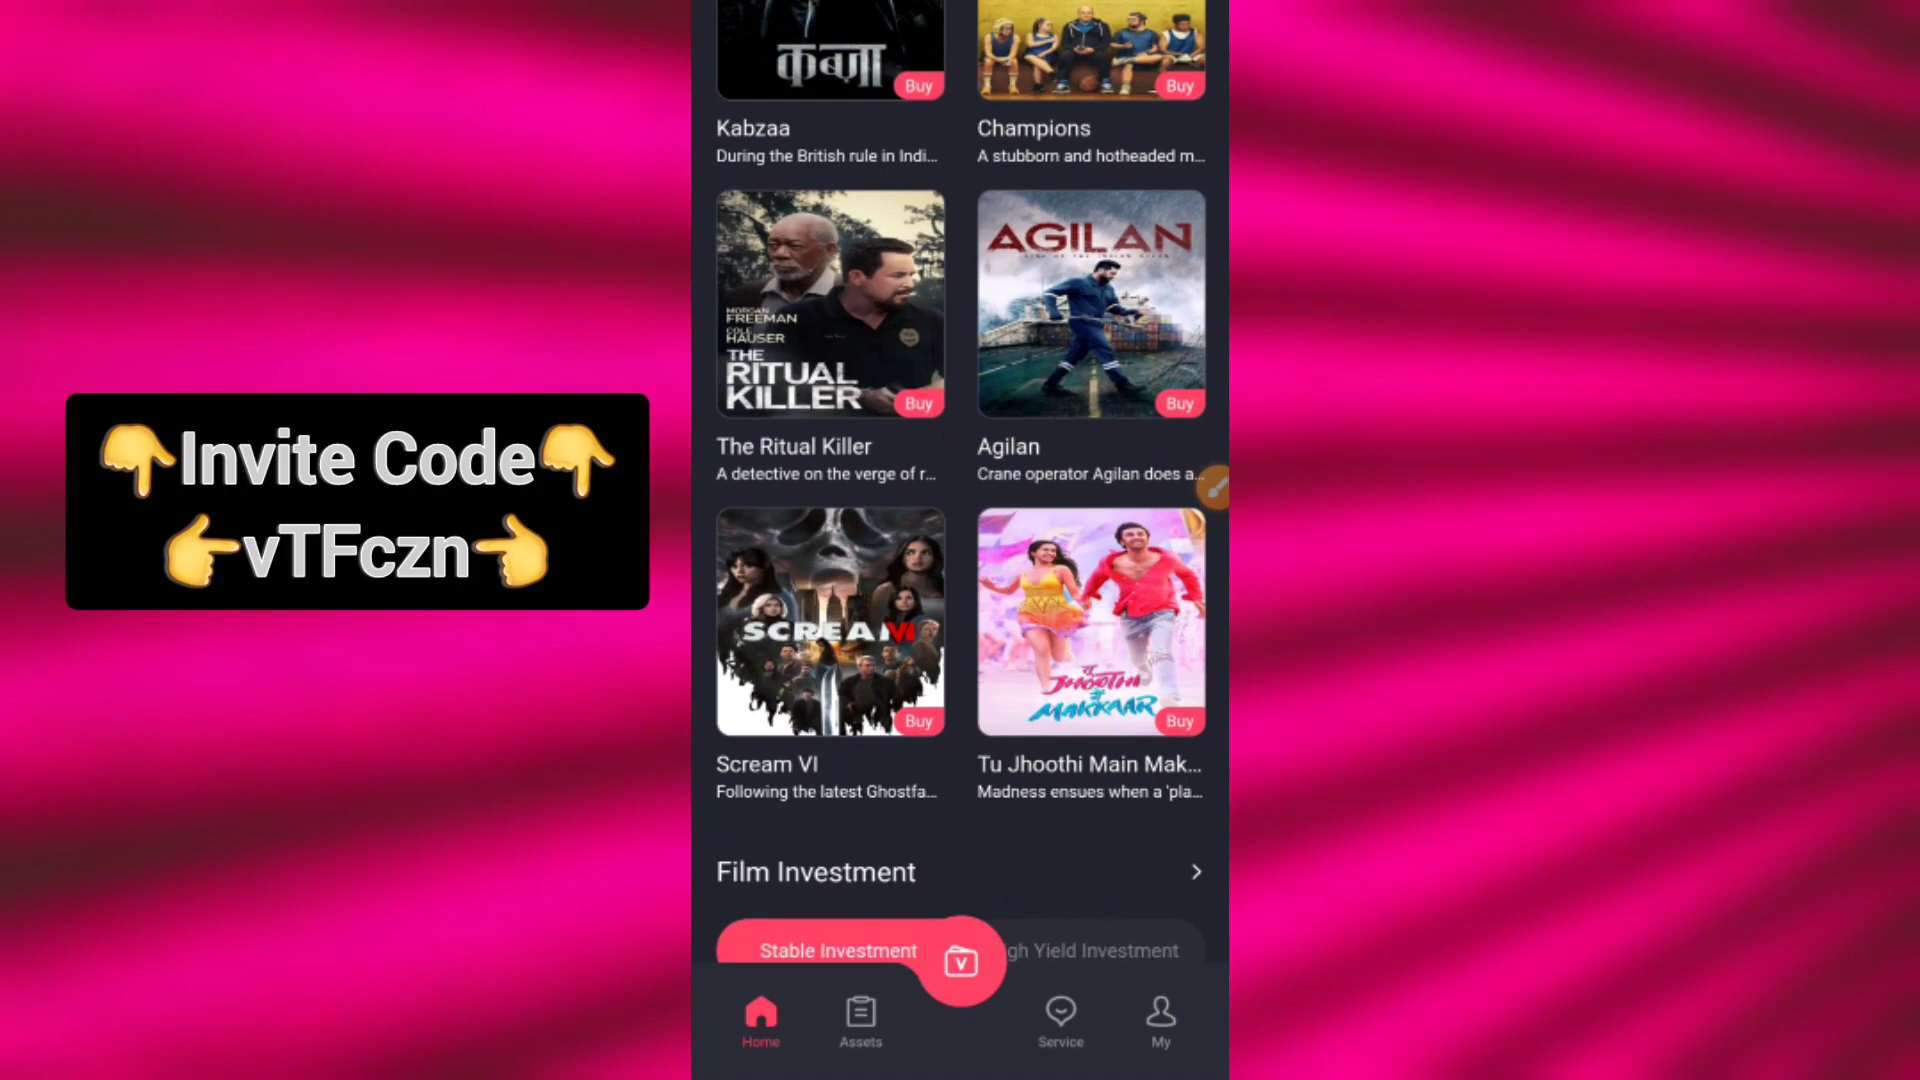 कब्ज़ा
Buy
Buy
Kabzaa
Champions
During the British rule in Indi...
A stubborn and hotheaded m...
MORGAN
FREEMAN
COLE
HAUSER
THE
RITUAL
KILLER
Buy
AGILAN
Buy
The Ritual Killer
Agilan
A detective on the verge of r...
Crane operator Agilan does a...
👇Invite Code👇
👉vTFczn👈
SCREAM VI
Buy
तू
JHOOTHI
मैं
MAKKAAR
Buy
Scream VI
Tu Jhoothi Main Mak...
Following the latest Ghostfa...
Madness ensues when a 'pla...
Film Investment
Stable Investment
gh Yield Investment
V
Home
Assets
Service
My